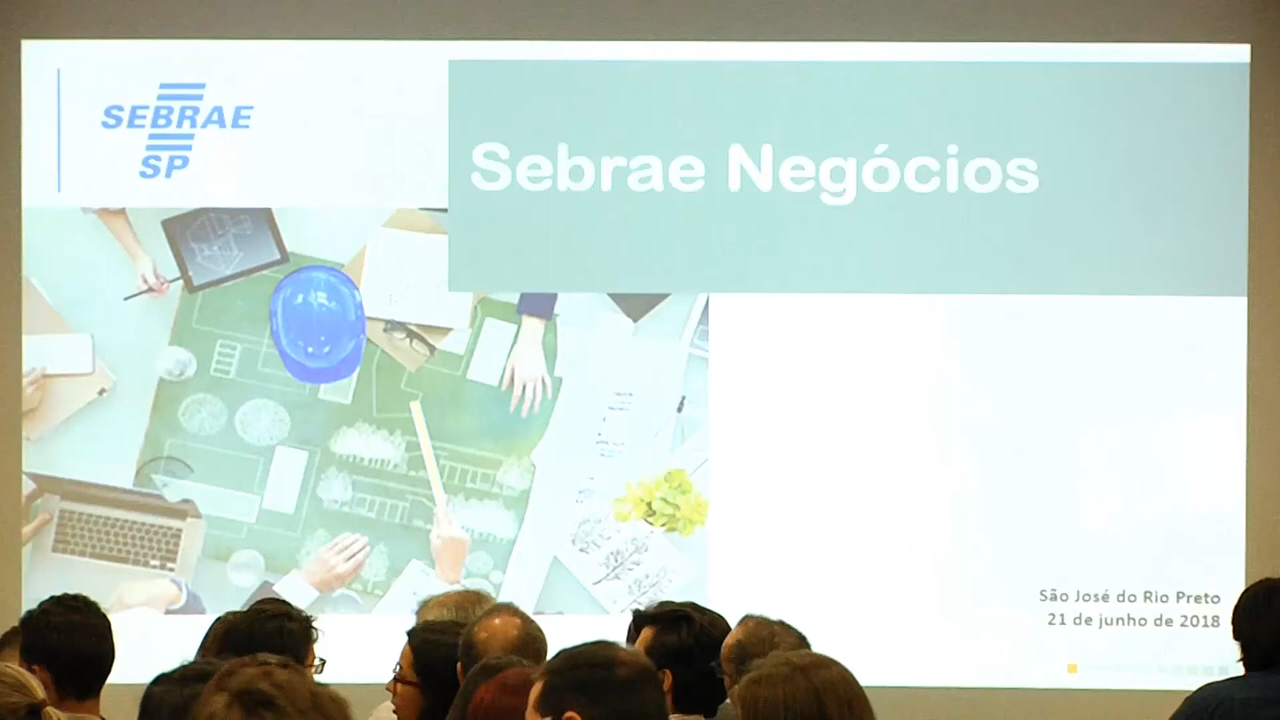 SEBRAE
SP
Sebrae Negócios
São José do Rio Preto
21 de junho de 2018